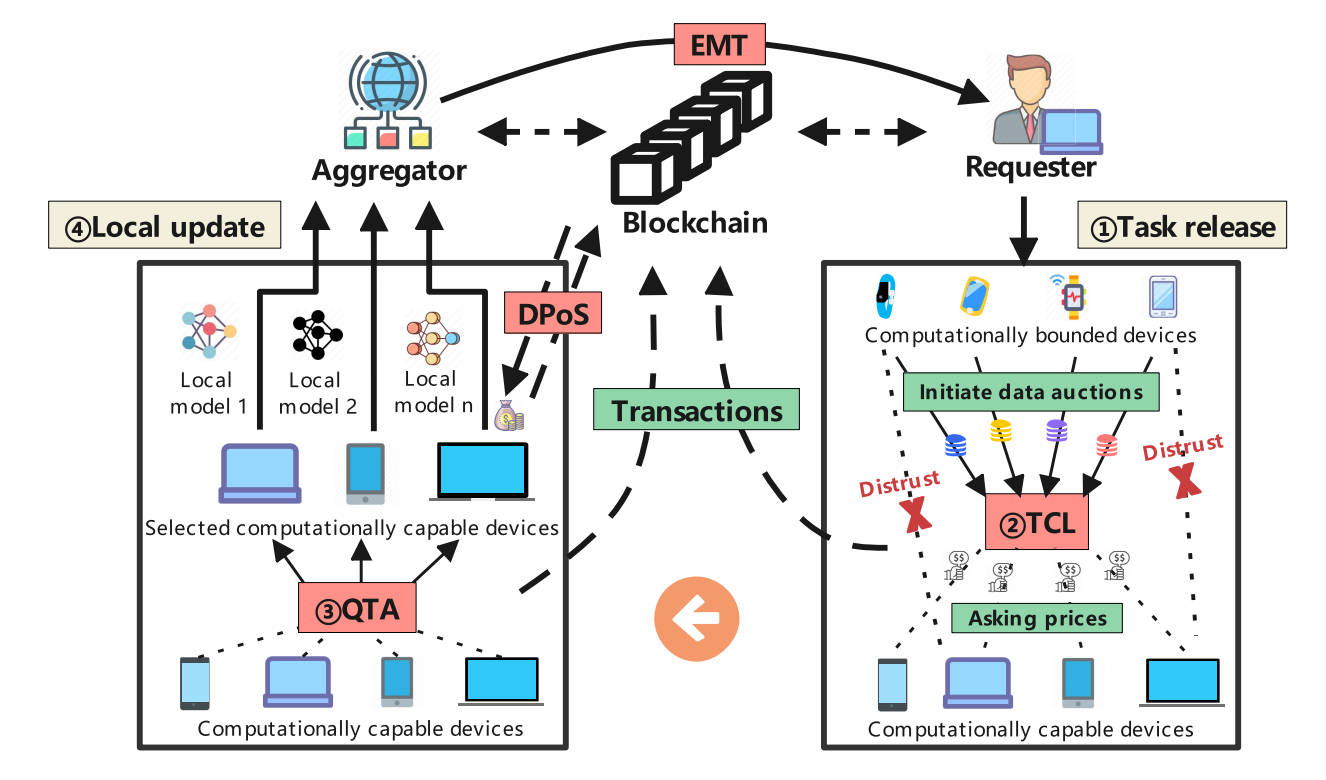 EMT
Aggregator
Requester
Blockchain
④Local update
①Task release
DPoS
Local
model 1
Local
model 2
Local
model n
$
Selected computationally capable devices
③QTA
Computationally capable devices
Transactions
Computationally bounded devices
Initiate data auctions
Distrust
Distrust
②TCL
$$
$$
$$
$$
Asking prices
Computationally capable devices